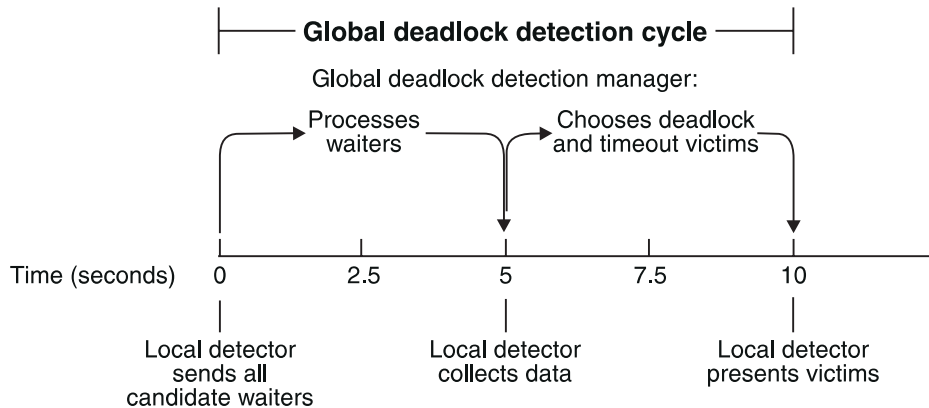 Global deadlock detection cycle
Global deadlock detection manager:
Processes
waiters
Chooses deadlock
and timeout victims
Time (seconds)
0
2.5
5
7.5
10
Local detector
sends all
candidate waiters
Local detector
collects data
Local detector
presents victims